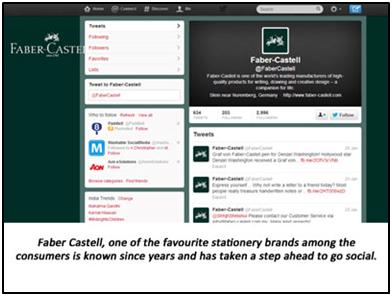 Home
Connect
Discover
Me
Search
FABER-CASTELL
Tweets
Following
Followers
Favorites
Lists
Tweet to Faber-Castell
@FaberCastell
Faber-Castell
@FaberCastell
Faber-Castell is one of the world's leading manufacturers of high-
quality products for writing, drawing and creative design – a
companion for life!
Stein near Nuremberg, Germany · http://www.faber-castell.com
634
TWEETS
203
FOLLOWING
2,996
FOLLOWERS
Follow
Who to follow · Refresh · View all
Promoted · Follow
Follow
Follow
Browse categories · Find friends
India Trends · Change
Tweets
Faber-Castell @FaberCastell
Graf von Faber-Castell pen for Denzel Washington! Hollywood star
Denzel Washington received a Graf von
Faber-Castell @FaberCastell
Express yourself... Why not write a letter to a friend today? Most
people really treasure handwritten notes or
Faber-Castell @FaberCastell
Please contact our Customer Service via
Faber Castell, one of the favourite stationery brands among the
consumers is known since years and has taken a step ahead to go social.